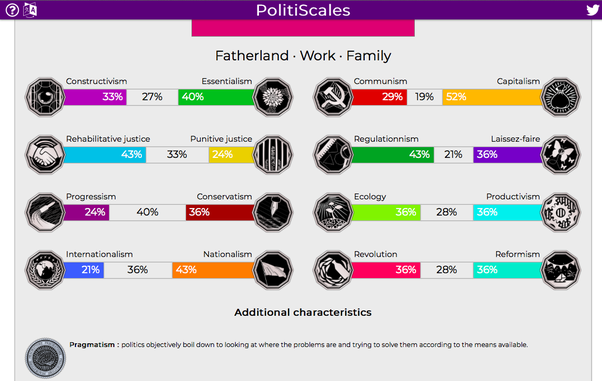 PolitiScales
Fatherland · Work · Family
Constructivism Essentialism
33% 27% 40%
Communism Capitalism
29% 19% 52%
Rehabilitative justice Punitive justice
43% 33% 24%
Regulationnism Laissez-faire
43% 21% 36%
Progressism Conservatism
24% 40% 36%
Ecology Productivism
36% 28% 36%
Internationalism Nationalism
21% 36% 43%
Revolution Reformism
36% 28% 36%
Additional characteristics
Pragmatism : politics objectively boil down to looking at where the problems are and trying to solve them according to the means available.